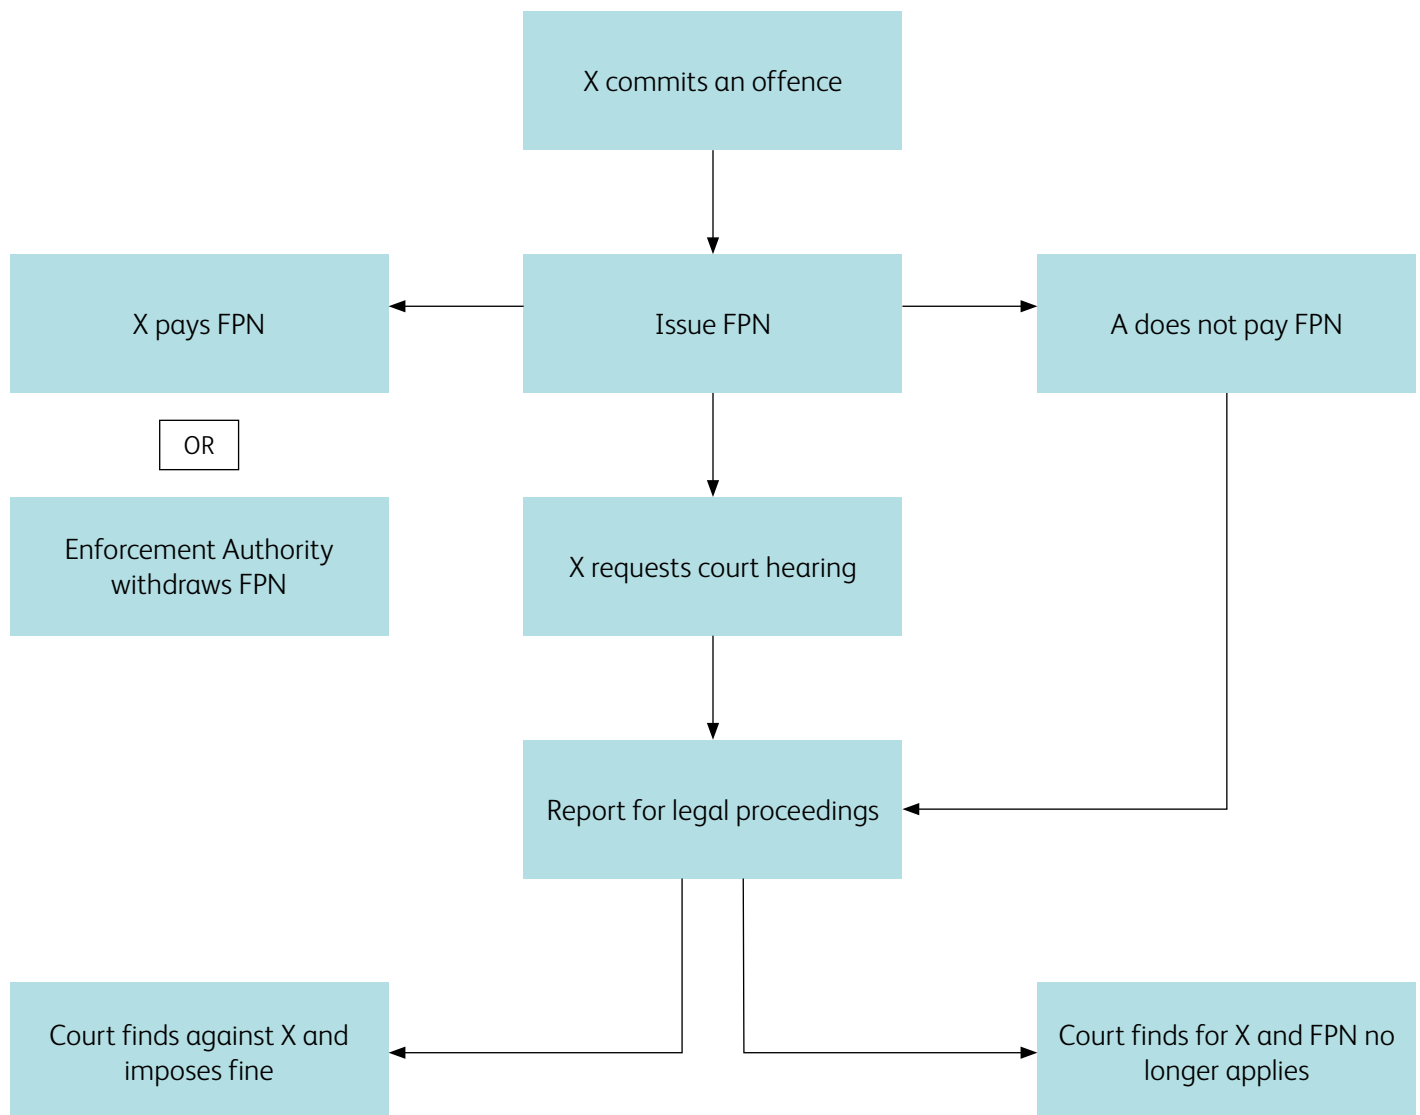 X commits an offence
X pays FPN
Issue FPN
A does not pay FPN
OR
Enforcement Authority
withdraws FPN
X requests court hearing
Report for legal proceedings
Court finds against X and
imposes fine
Court finds for X and FPN no
longer applies